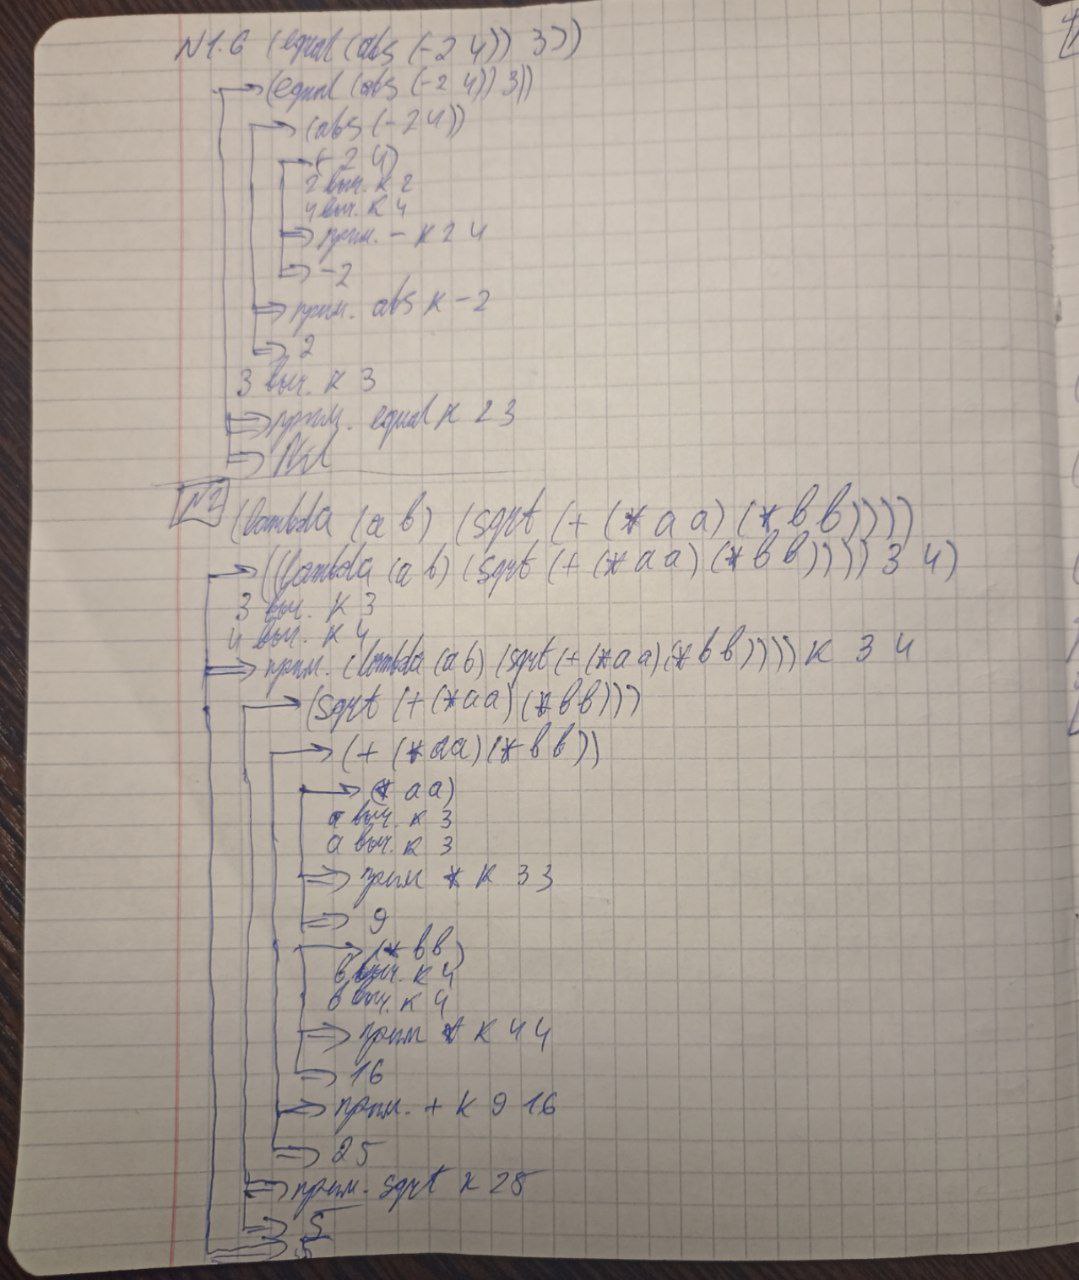 N1.6 (equal (abs (-2 4)) 3))
(equal (abs (-2 4)) 3))
(abs (-2 4))
(- 2 4)
2 выч. к 2
4 выч. к 4
прим. - к 2 4
-2
прим. abs к -2
2
3 выч. к 3
прим. equal к 2 3
Nil
N2 (lambda (a b) (sqrt (+ (* a a) (* b b))))
((lambda (a b) (sqrt (+ (* a a) (* b b)))) 3 4)
3 выч. к 3
4 выч. к 4
прим. (lambda (a b) (sqrt (+ (* a a) (* b b)))) к 3 4
(sqrt (+ (* a a) (* b b)))
(+ (* a a) (* b b))
(* a a)
a выч. к 3
a выч. к 3
прим * к 3 3
9
(* b b)
b выч. к 4
b выч. к 4
прим * к 4 4
16
прим. + к 9 16
25
прим. sqrt к 25
5
5